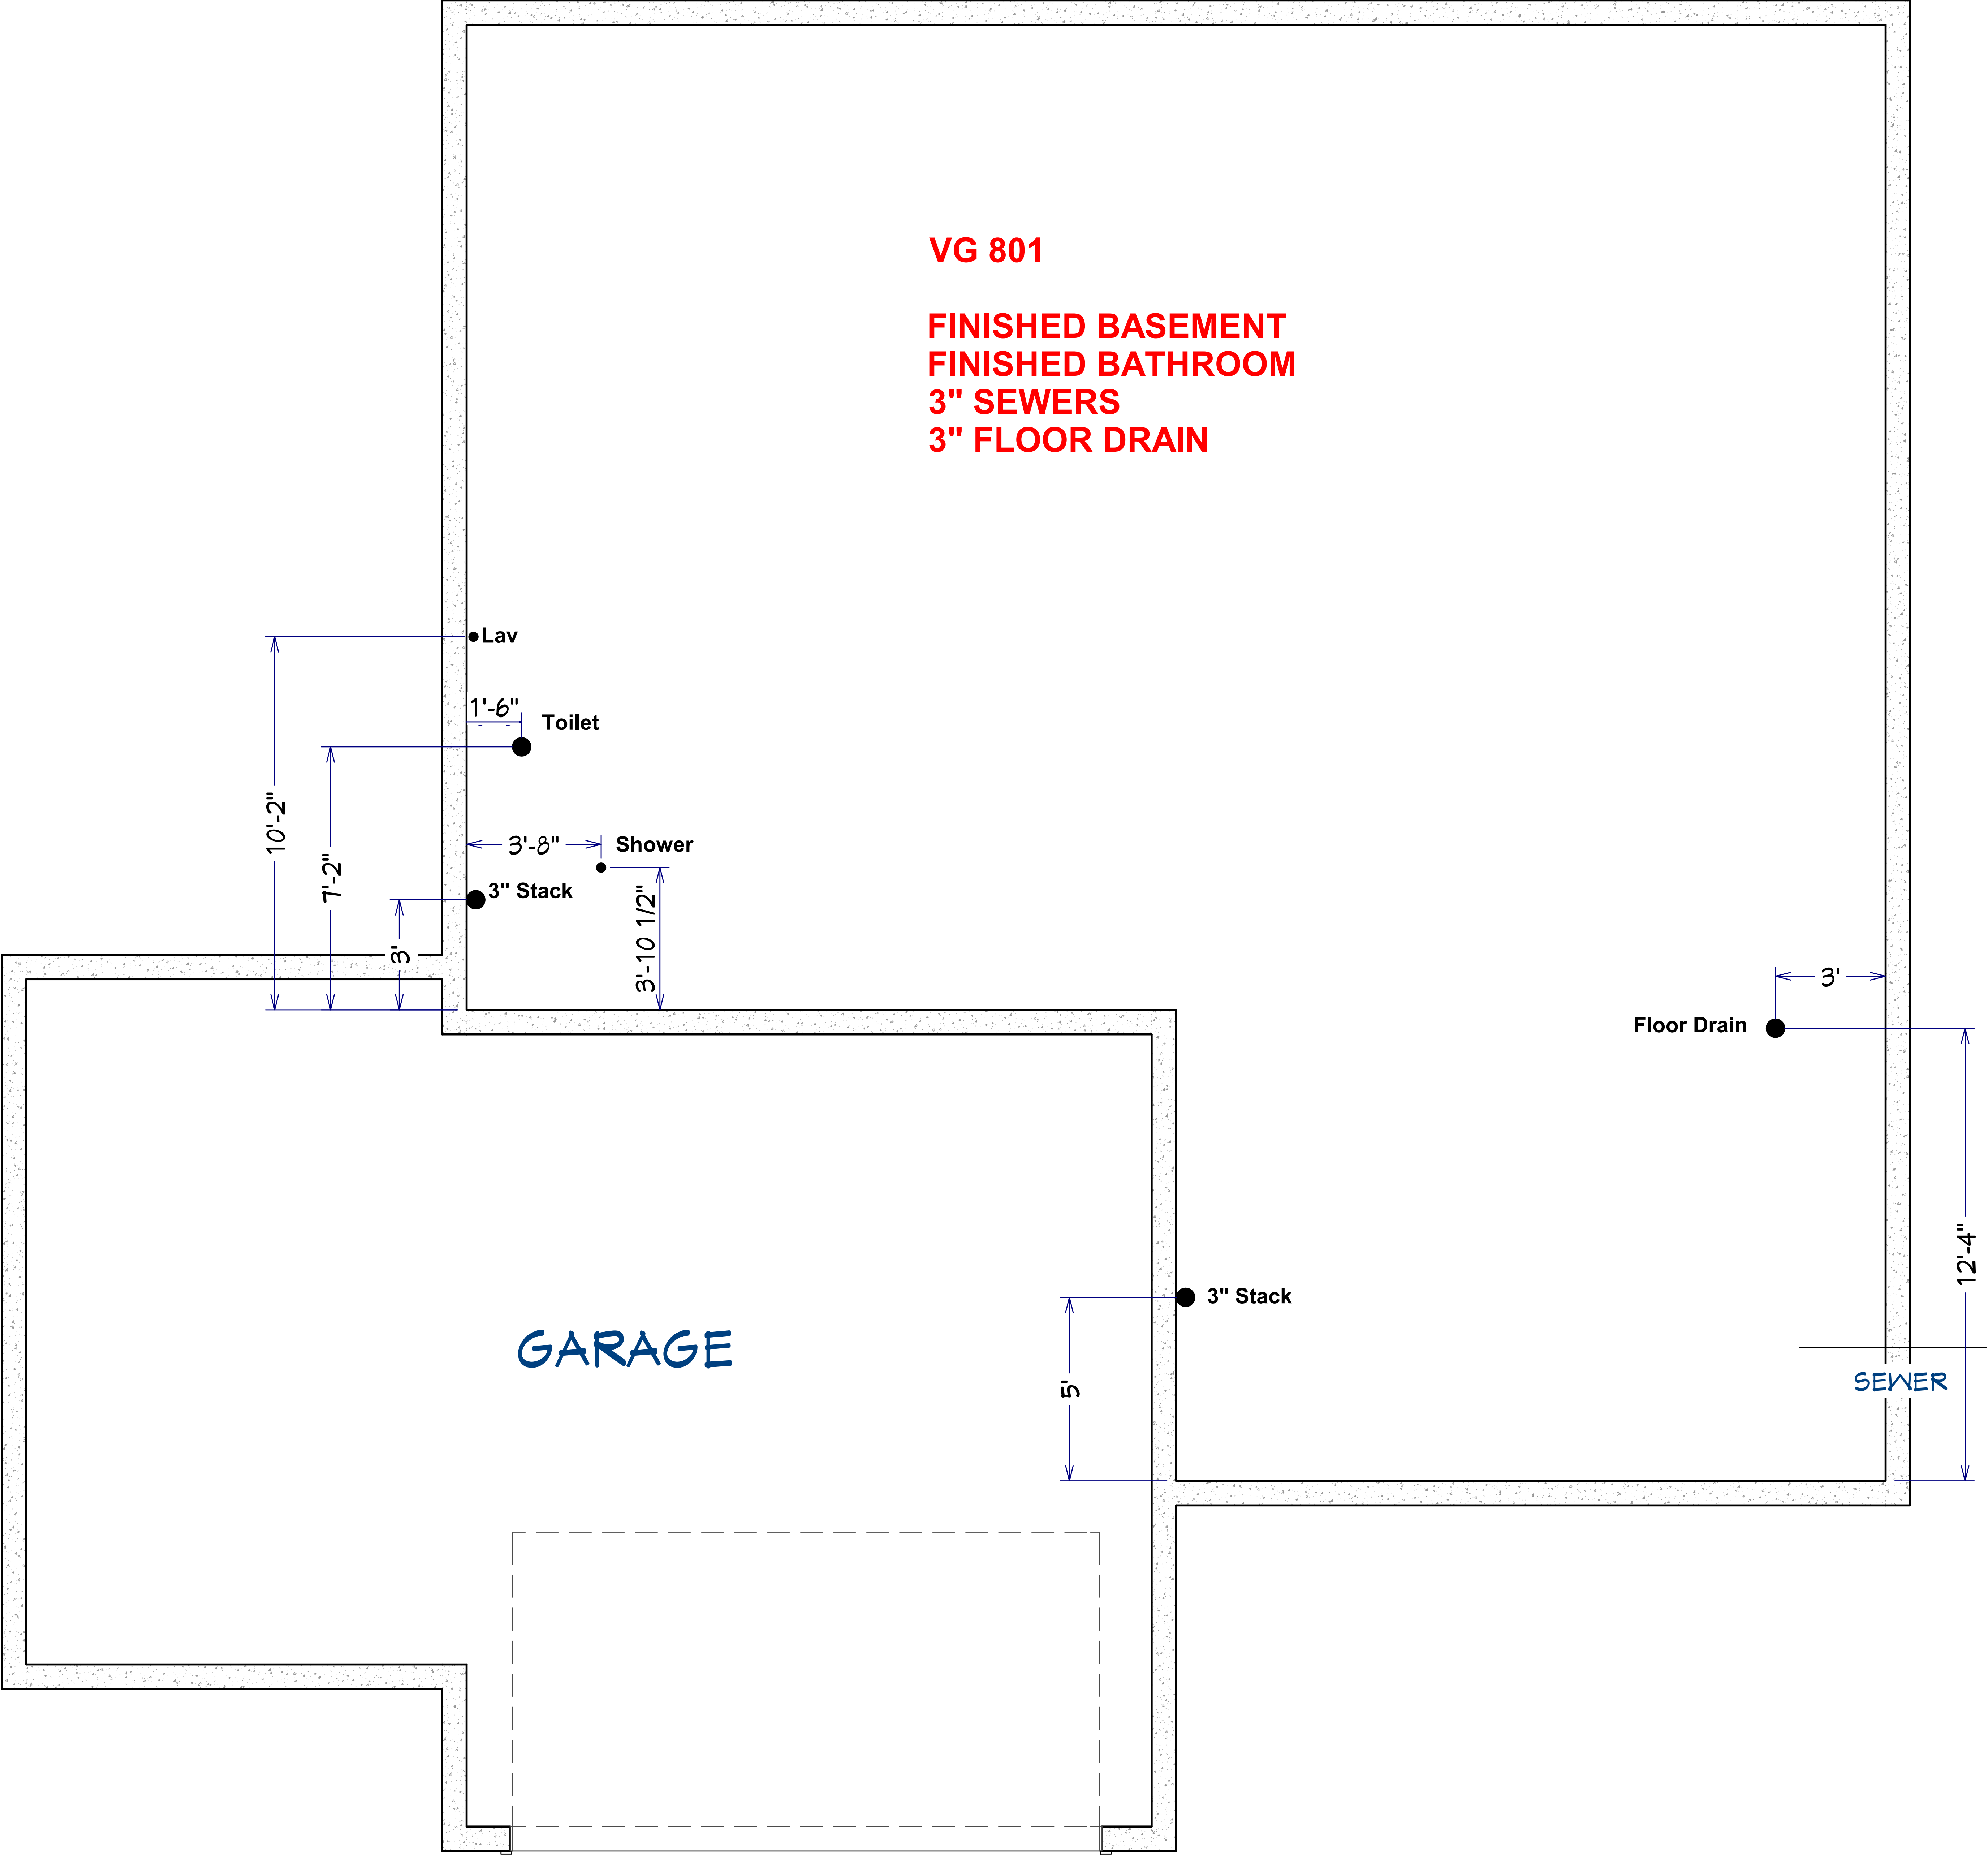 VG 801
FINISHED BASEMENT
FINISHED BATHROOM
3" SEWERS
3" FLOOR DRAIN
Lav
1'-6"
Toilet
10'-2"
7'-2"
3'-8"
Shower
3" Stack
3'-10 1/2"
3'
3'
Floor Drain
12'-4"
3" Stack
GARAGE
5'
SEWER